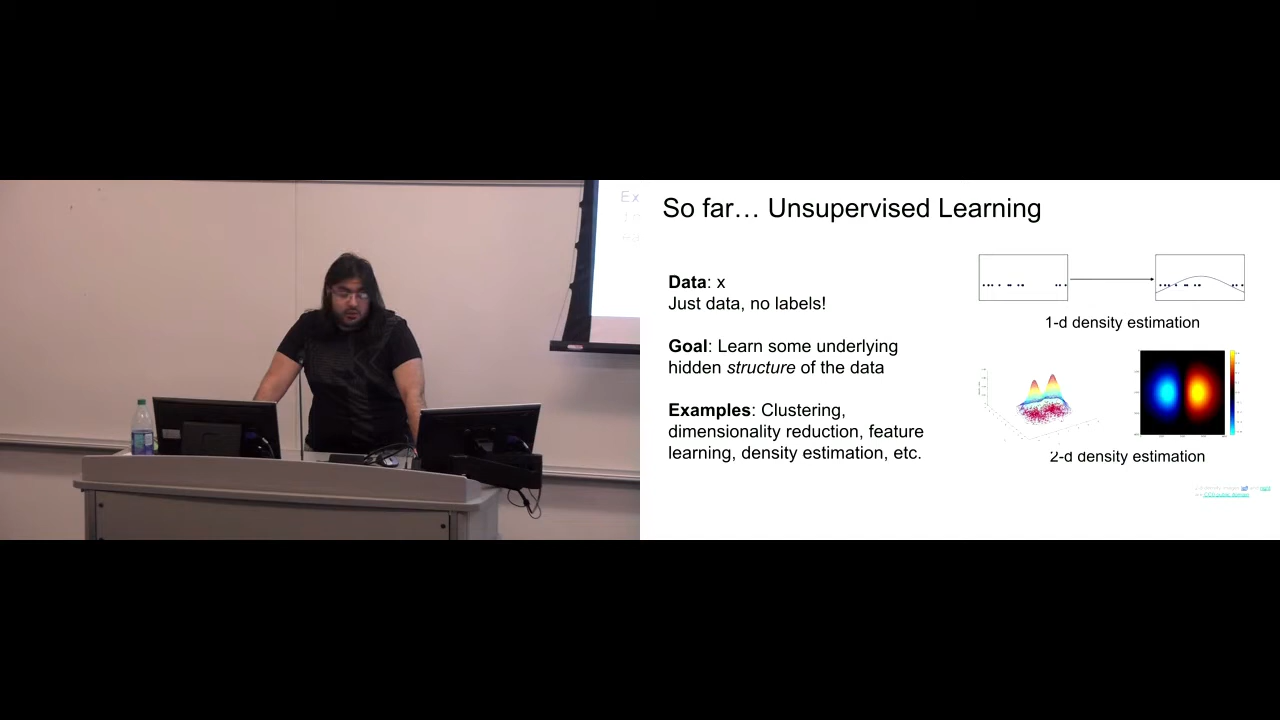 Ex
So far… Unsupervised Learning
Data: x
Just data, no labels!
Goal: Learn some underlying
hidden structure of the data
Examples: Clustering,
dimensionality reduction, feature
learning, density estimation, etc.
1-d density estimation
2-d density estimation